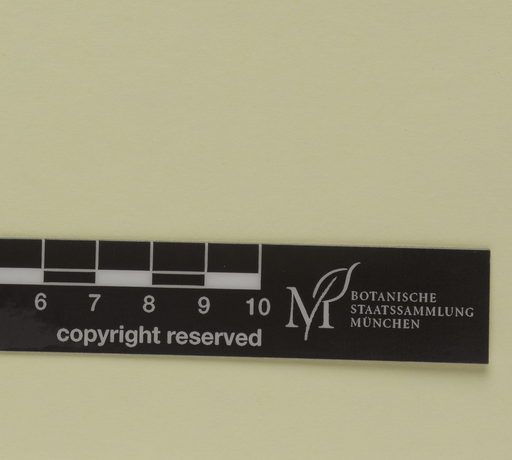 6 7 8 9 10
copyright reserved
M
BOTANISCHE
STAATSSAMMLUNG
MÜNCHEN